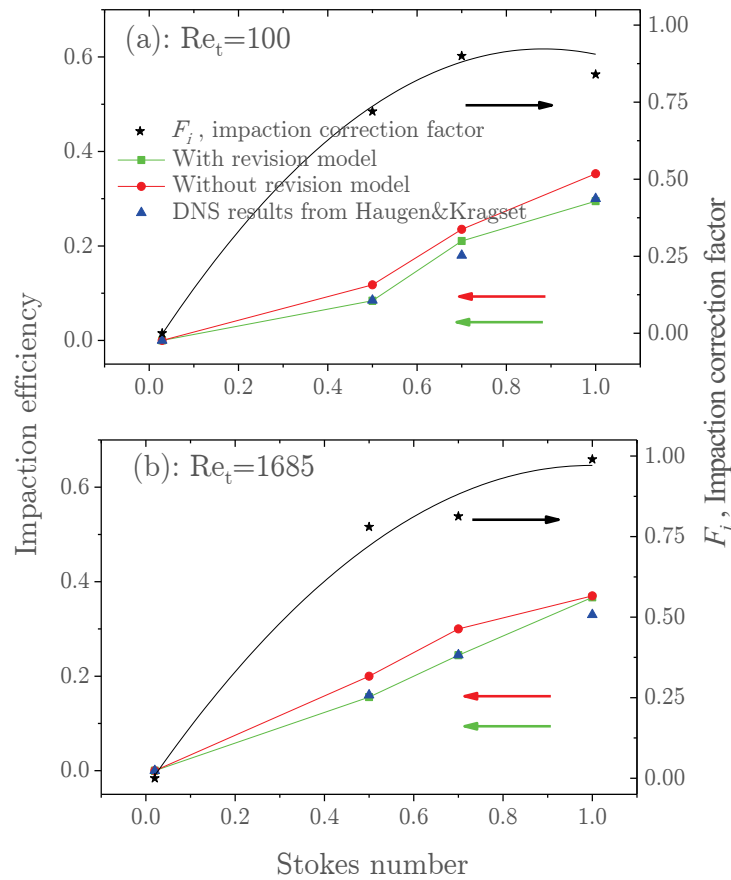 (a): Re_t=100
F_i , impaction correction factor
With revision model
Without revision model
DNS results from Haugen&Kragset
0.6
0.4
0.2
0.0
1.00
0.75
0.50
0.25
0.00
0.0 0.2 0.4 0.6 0.8 1.0
(b): Re_t=1685
0.6
0.4
0.2
0.0
1.00
0.75
0.50
0.25
0.00
0.0 0.2 0.4 0.6 0.8 1.0
Stokes number
Impaction efficiency
F_i , Impaction correction factor